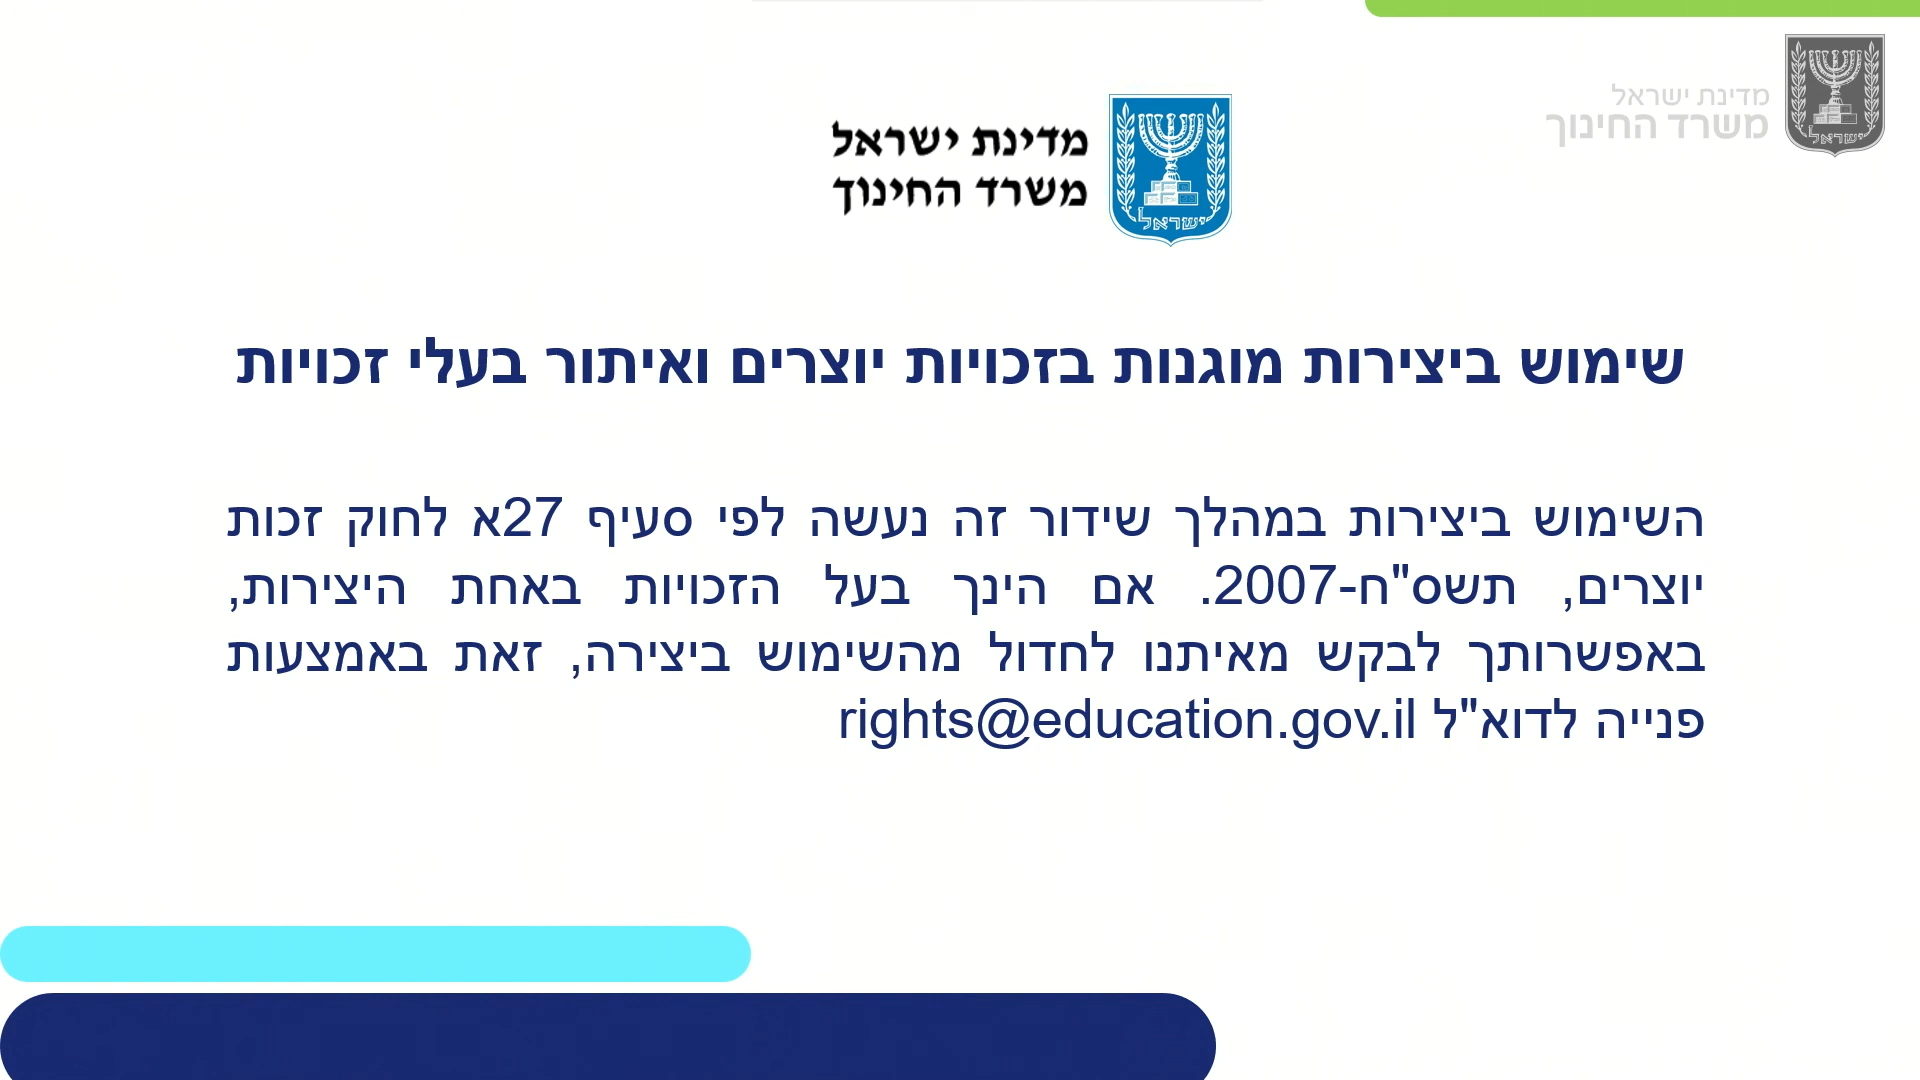 מדינת ישראל
משרד החינוך
ישראל
מדינת ישראל
משרד החינוך
ישראל
שימוש ביצירות מוגנות בזכויות יוצרים ואיתור בעלי זכויות
השימוש ביצירות במהלך שידור זה נעשה לפי סעיף 27א לחוק זכות
יוצרים, תשס"ח-2007. אם הינך בעל הזכויות באחת היצירות,
באפשרותך לבקש מאיתנו לחדול מהשימוש ביצירה, זאת באמצעות
פנייה לדוא"ל rights@education.gov.il